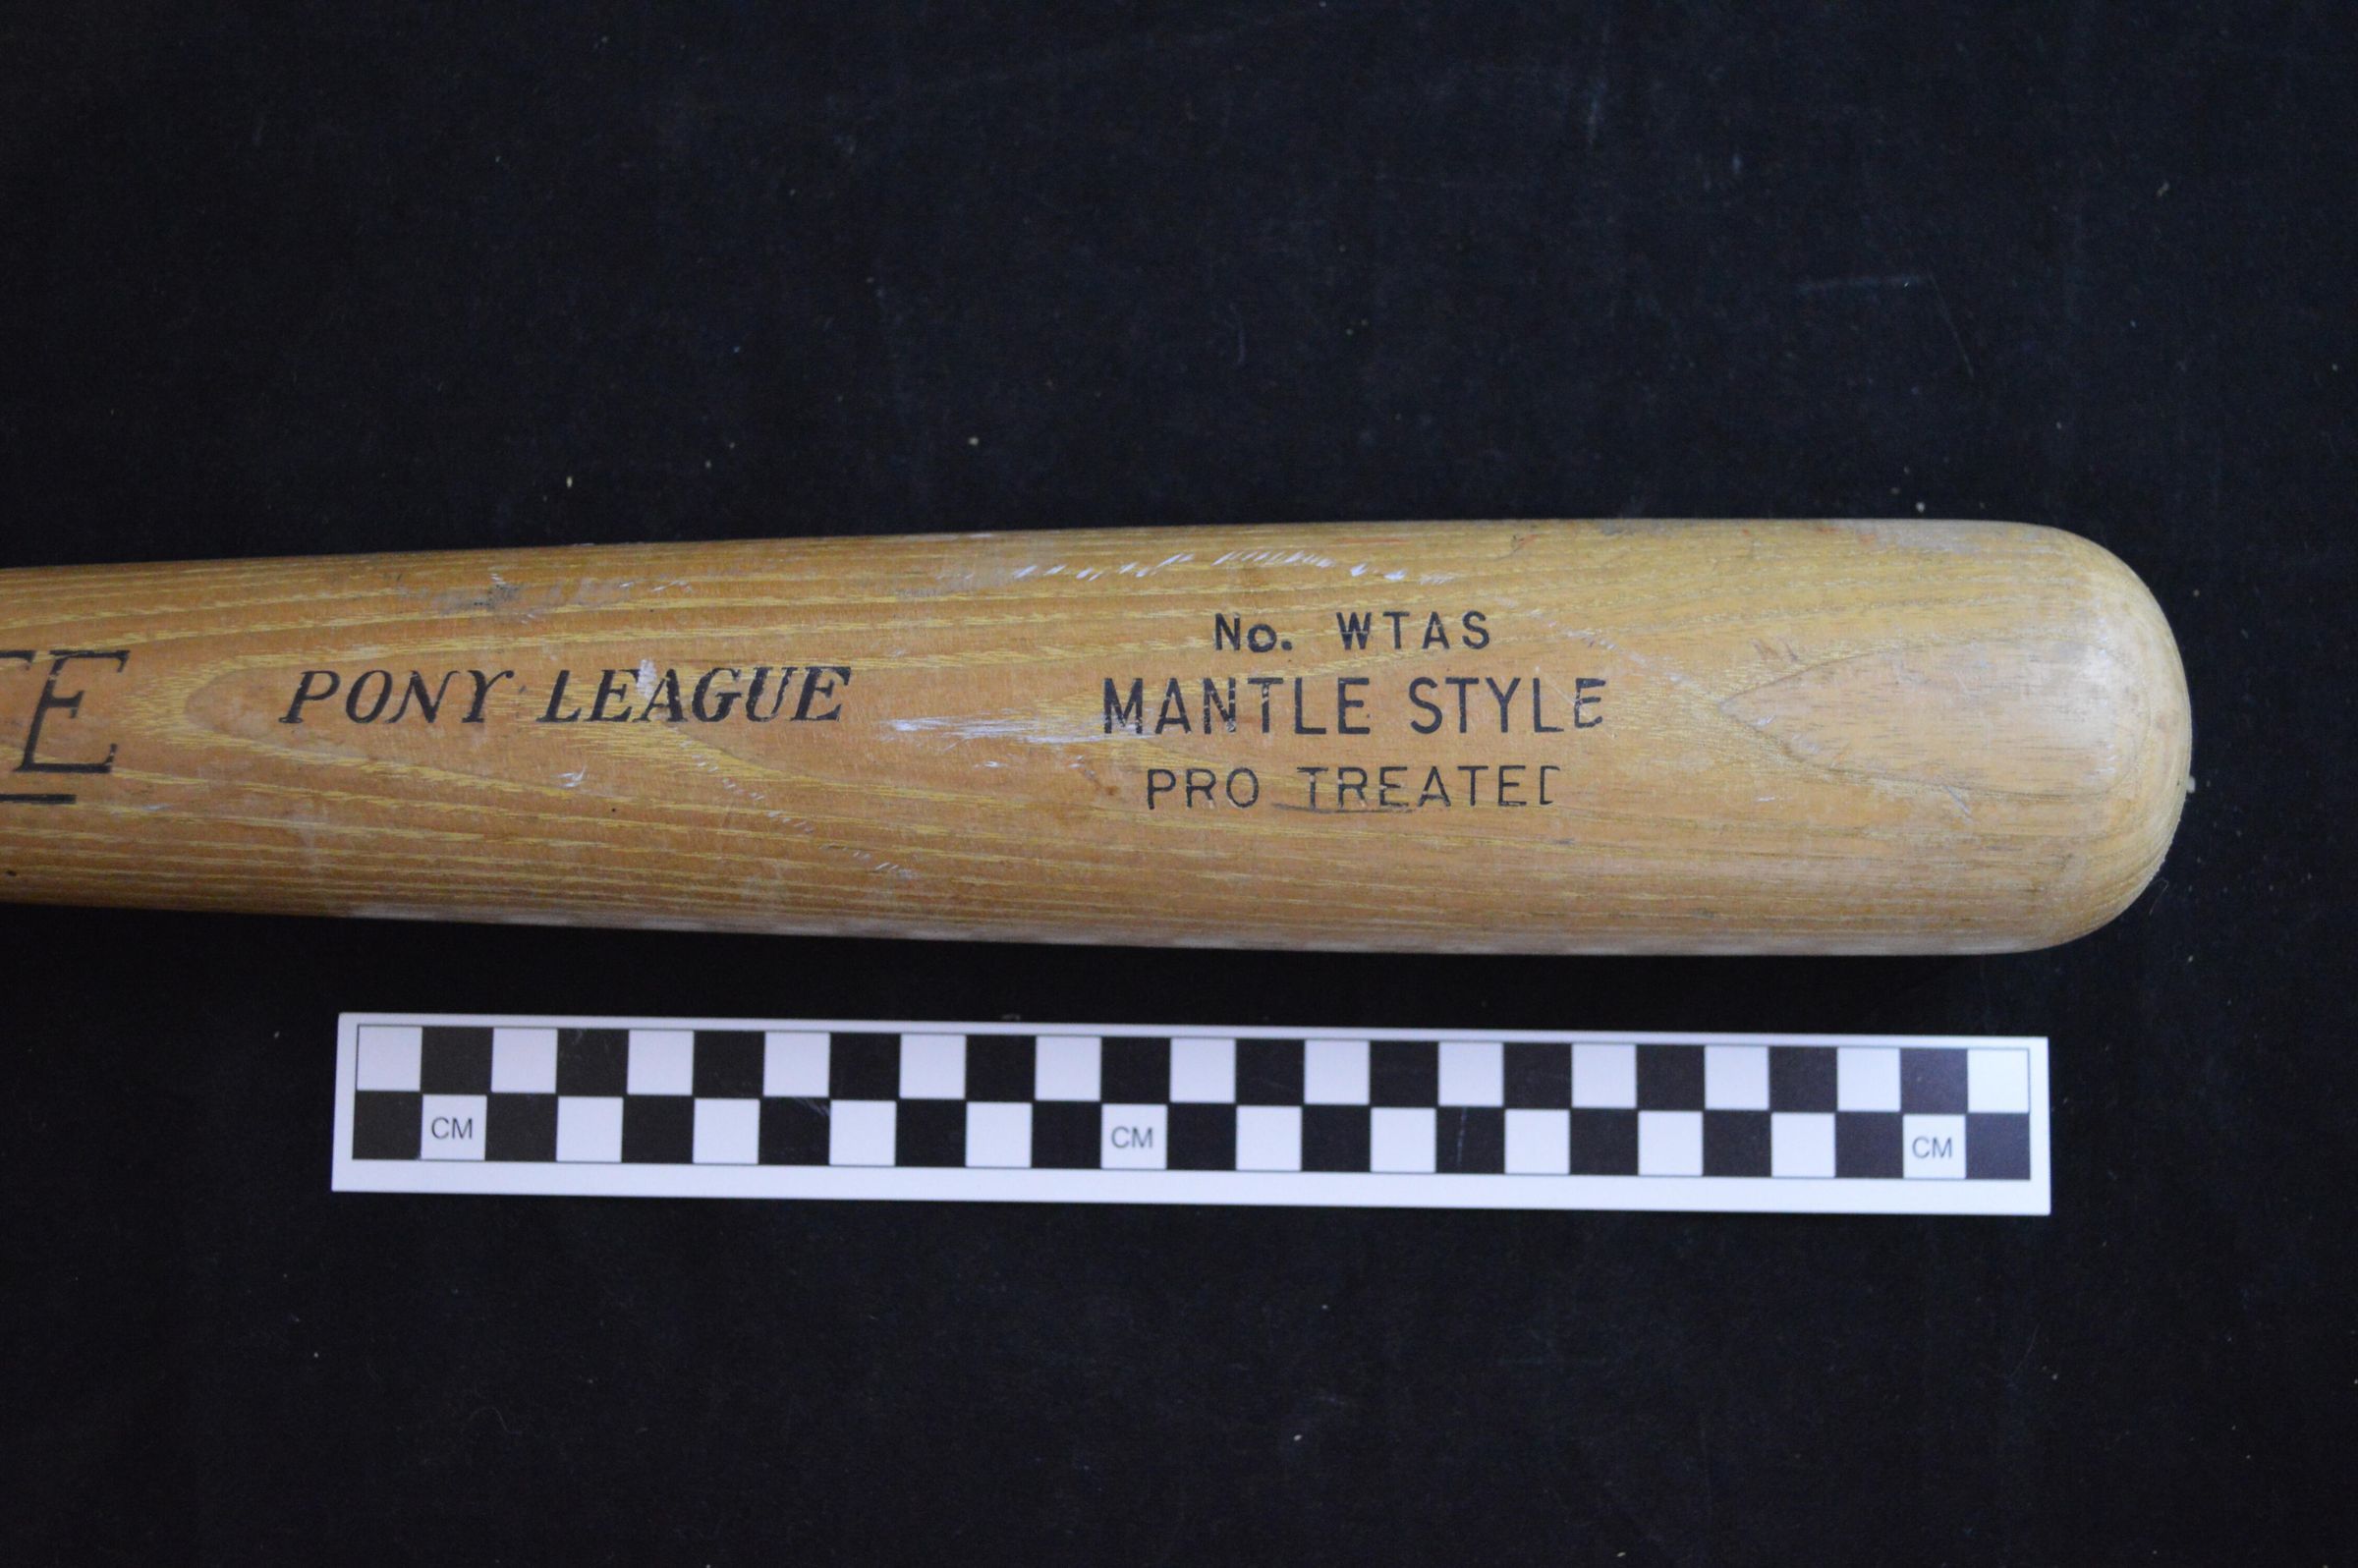 PONY LEAGUE
No. WTAS
MANTLE STYLE
PRO TREATED
CM CM CM